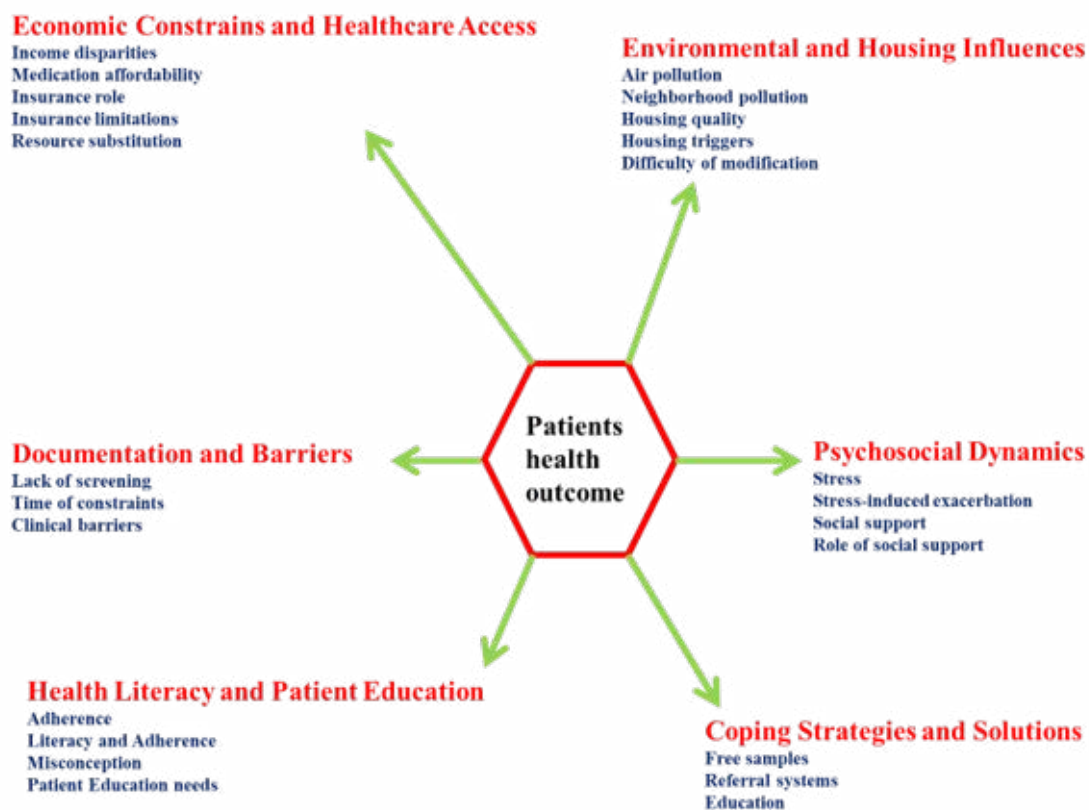 Economic Constrains and Healthcare Access
Income disparities
Medication affordability
Insurance role
Insurance limitations
Resource substitution
Environmental and Housing Influences
Air pollution
Neighborhood pollution
Housing quality
Housing triggers
Difficulty of modification
Patients
health
outcome
Documentation and Barriers
Lack of screening
Time of constraints
Clinical barriers
Psychosocial Dynamics
Stress
Stress-induced exacerbation
Social support
Role of social support
Health Literacy and Patient Education
Adherence
Literacy and Adherence
Misconception
Patient Education needs
Coping Strategies and Solutions
Free samples
Referral systems
Education